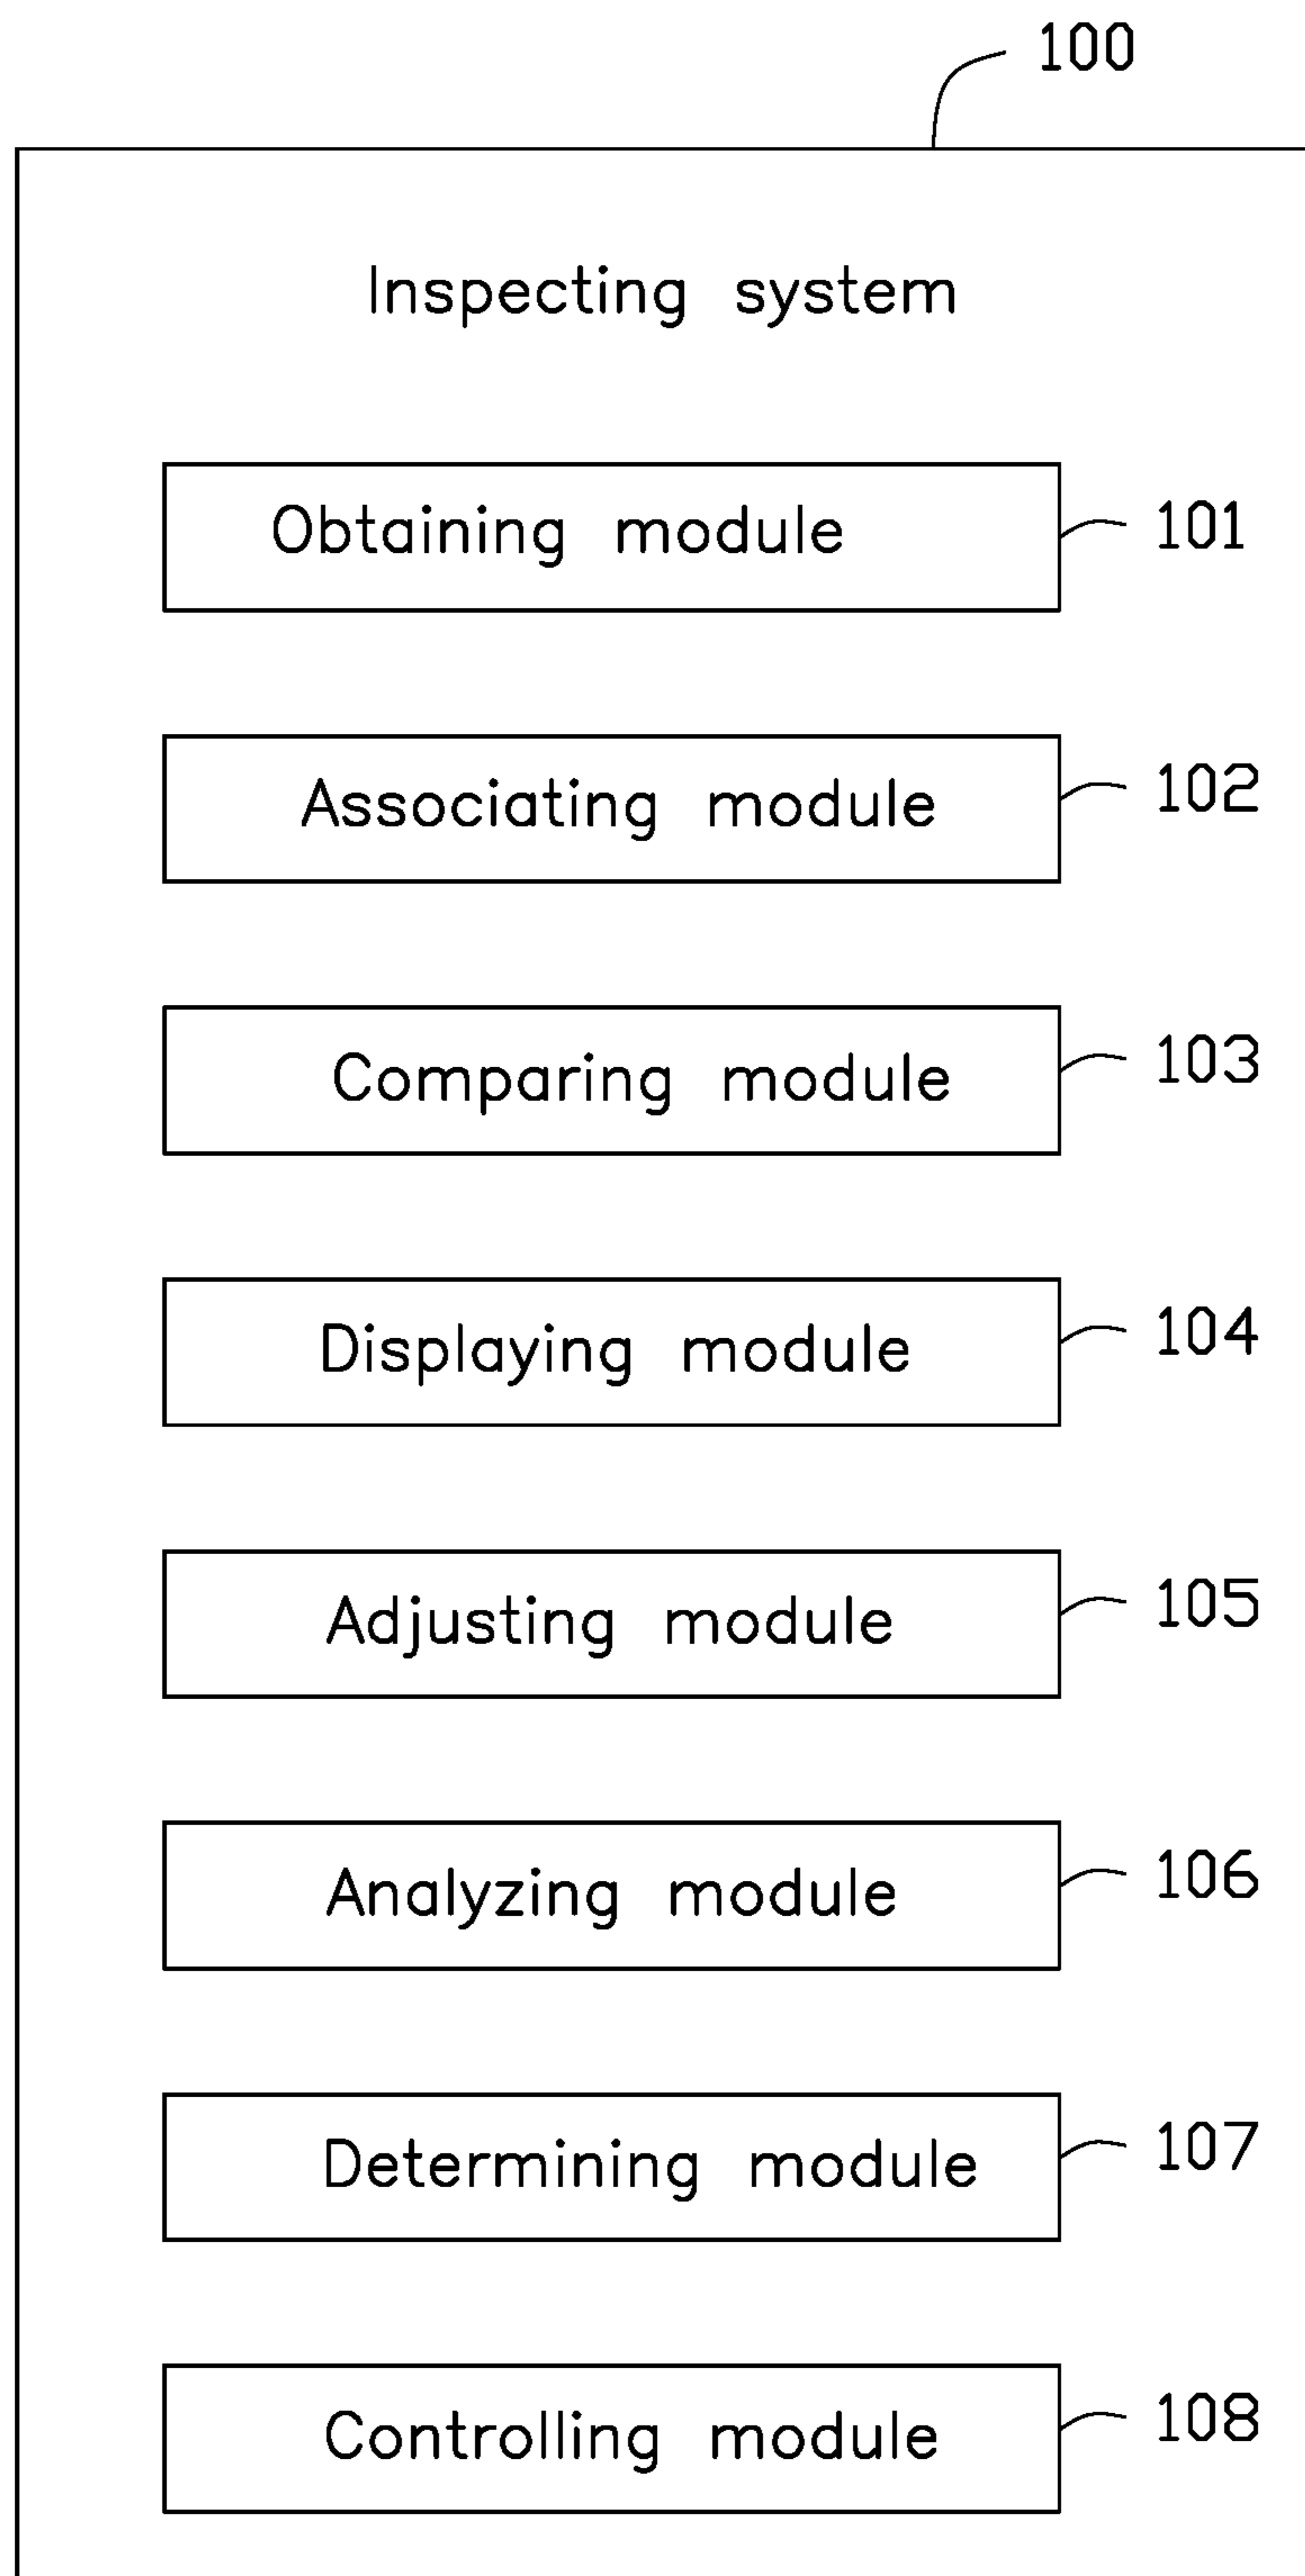 100
Inspecting system
Obtaining module 101
Associating module 102
Comparing module 103
Displaying module 104
Adjusting module 105
Analyzing module 106
Determining module 107
Controlling module 108